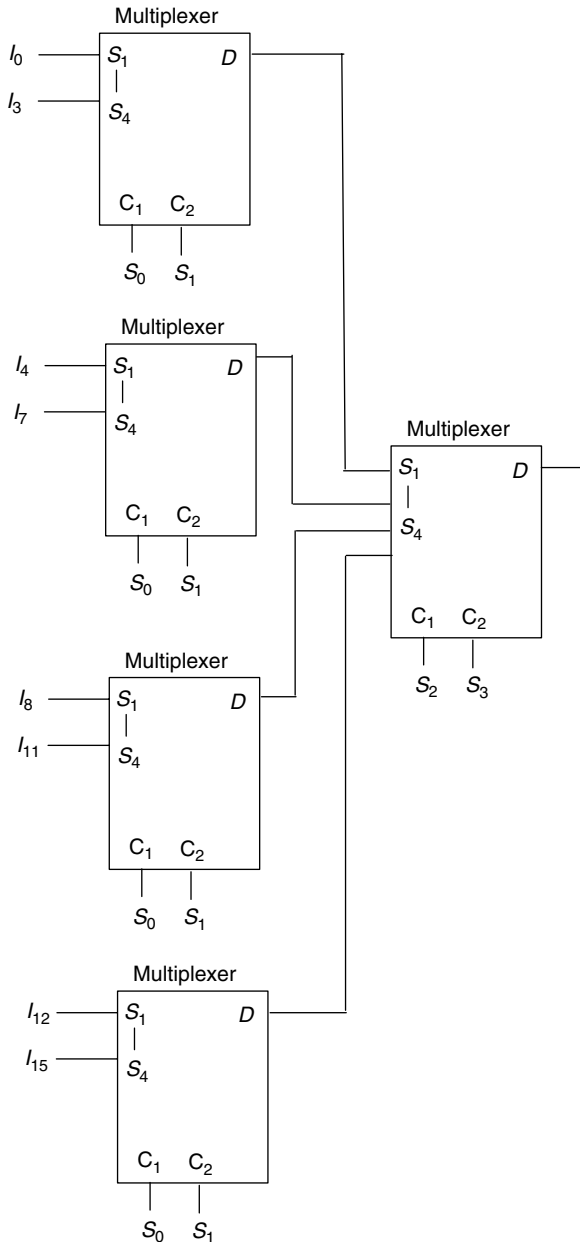 Multiplexer
I₀ S₁ D
I₃ S₄
C₁ C₂
S₀ S₁
Multiplexer
I₄ S₁ D
I₇ S₄
C₁ C₂
S₀ S₁
Multiplexer
S₁ D
S₄
C₁ C₂
S₂ S₃
Multiplexer
I₈ S₁ D
I₁₁ S₄
C₁ C₂
S₀ S₁
Multiplexer
I₁₂ S₁ D
I₁₅ S₄
C₁ C₂
S₀ S₁